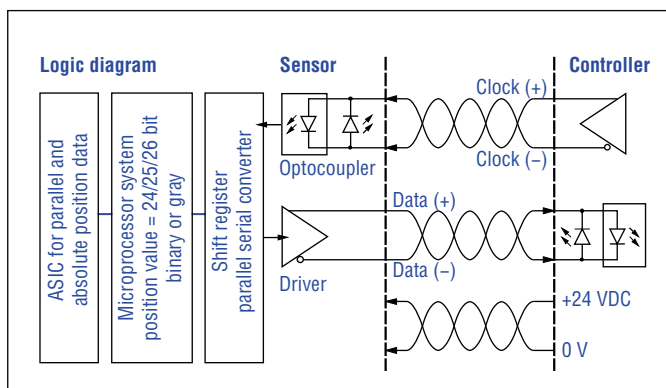 Logic diagram
Sensor
Controller
ASIC for parallel and
absolute position data
Microprocessor system
position value = 24/25/26 bit
binary or gray
Shift register
parallel serial converter
Optocoupler
Driver
Clock (+)
Clock (−)
Data (+)
Data (−)
+24 VDC
0 V